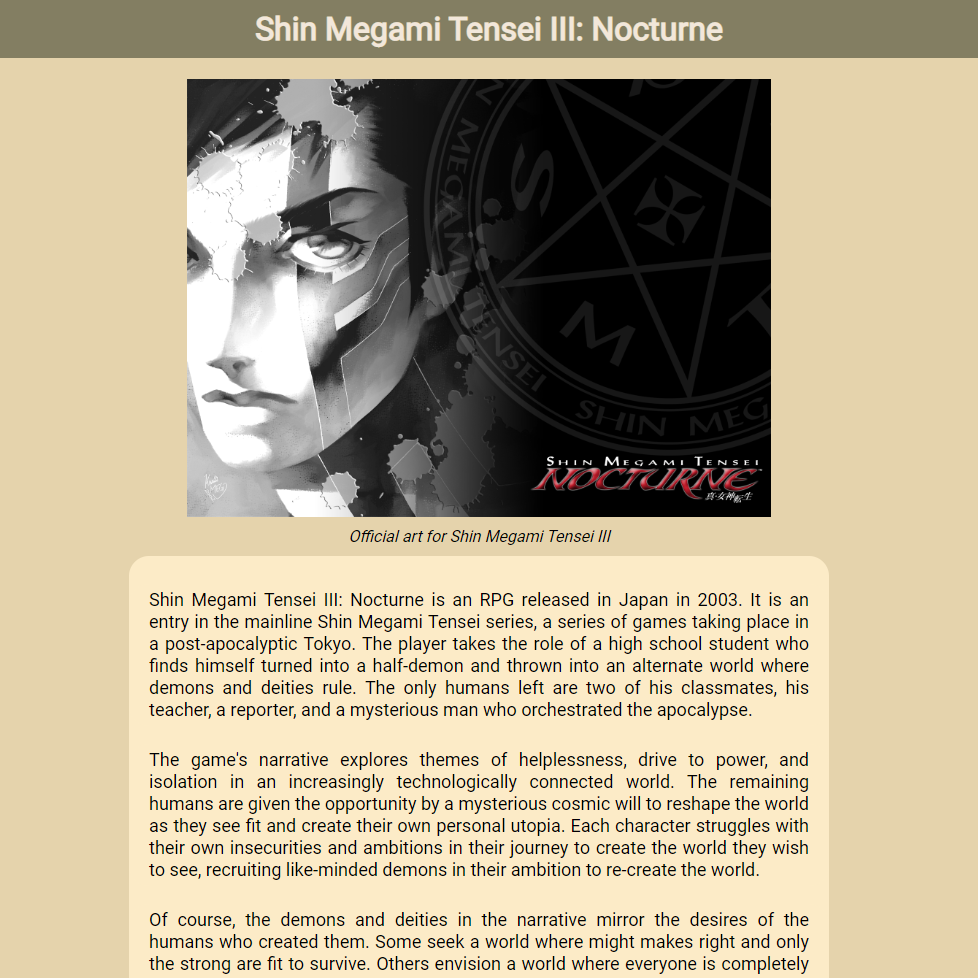 Shin Megami Tensei III: Nocturne
N MEGAMI TENSEI
S
M
SHIN MEG
SHIN MEGAMI TENSEI
NOCTURNE
真・女神転生
Official art for Shin Megami Tensei III
Shin Megami Tensei III: Nocturne is an RPG released in Japan in 2003. It is an
entry in the mainline Shin Megami Tensei series, a series of games taking place in
a post-apocalyptic Tokyo. The player takes the role of a high school student who
finds himself turned into a half-demon and thrown into an alternate world where
demons and deities rule. The only humans left are two of his classmates, his
teacher, a reporter, and a mysterious man who orchestrated the apocalypse.
The game's narrative explores themes of helplessness, drive to power, and
isolation in an increasingly technologically connected world. The remaining
humans are given the opportunity by a mysterious cosmic will to reshape the world
as they see fit and create their own personal utopia. Each character struggles with
their own insecurities and ambitions in their journey to create the world they wish
to see, recruiting like-minded demons in their ambition to re-create the world.
Of course, the demons and deities in the narrative mirror the desires of the
humans who created them. Some seek a world where might makes right and only
the strong are fit to survive. Others envision a world where everyone is completely